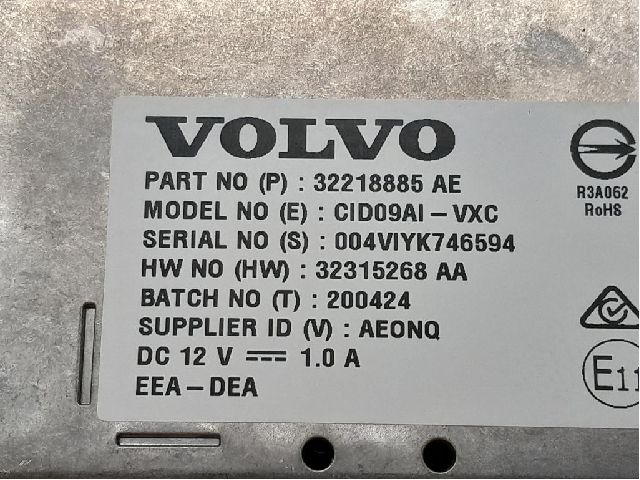 VOLVO
PART NO (P) : 32218885 AE
MODEL NO (E) : CID09AI-VXC
SERIAL NO (S) : 004VIYK746594
HW NO (HW) : 32315268 AA
BATCH NO (T) : 200424
SUPPLIER ID (V) : AEONQ
DC 12 V ⎓ 1.0 A
EEA-DEA
R3A062
RoHS
E11